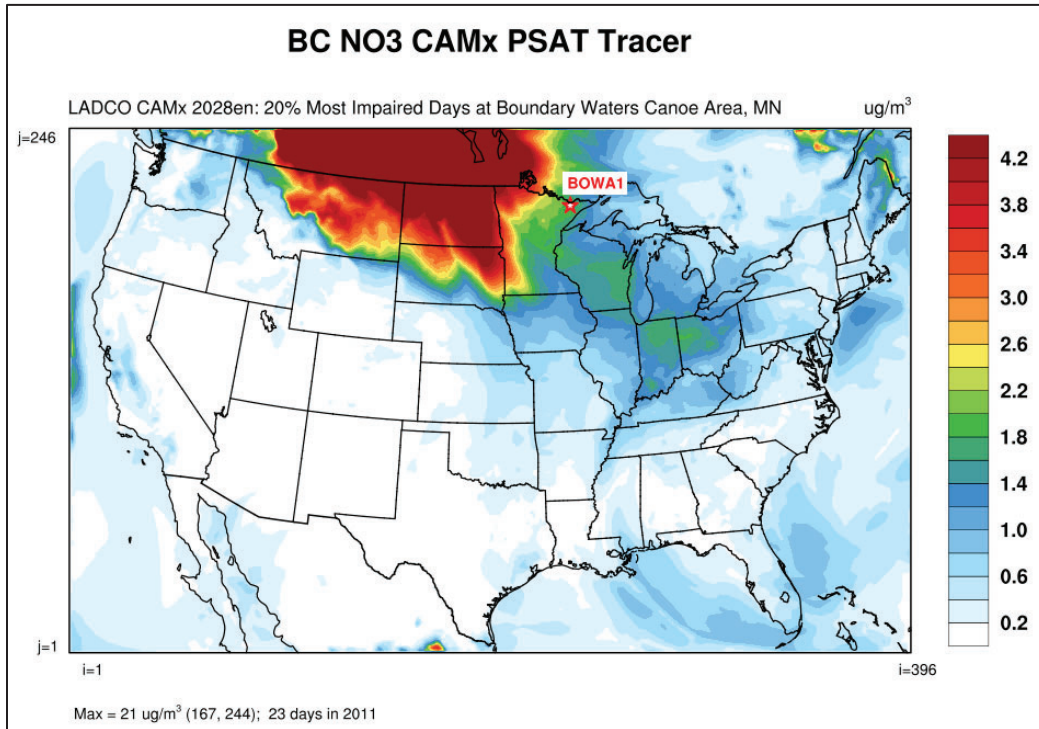 BC NO3 CAMx PSAT Tracer
LADCO CAMx 2028en: 20% Most Impaired Days at Boundary Waters Canoe Area, MN ug/m³
j=246
BOWA1
4.2
3.8
3.4
3.0
2.6
2.2
1.8
1.4
1.0
0.6
0.2
j=1
i=1 i=396
Max = 21 ug/m³ (167, 244); 23 days in 2011